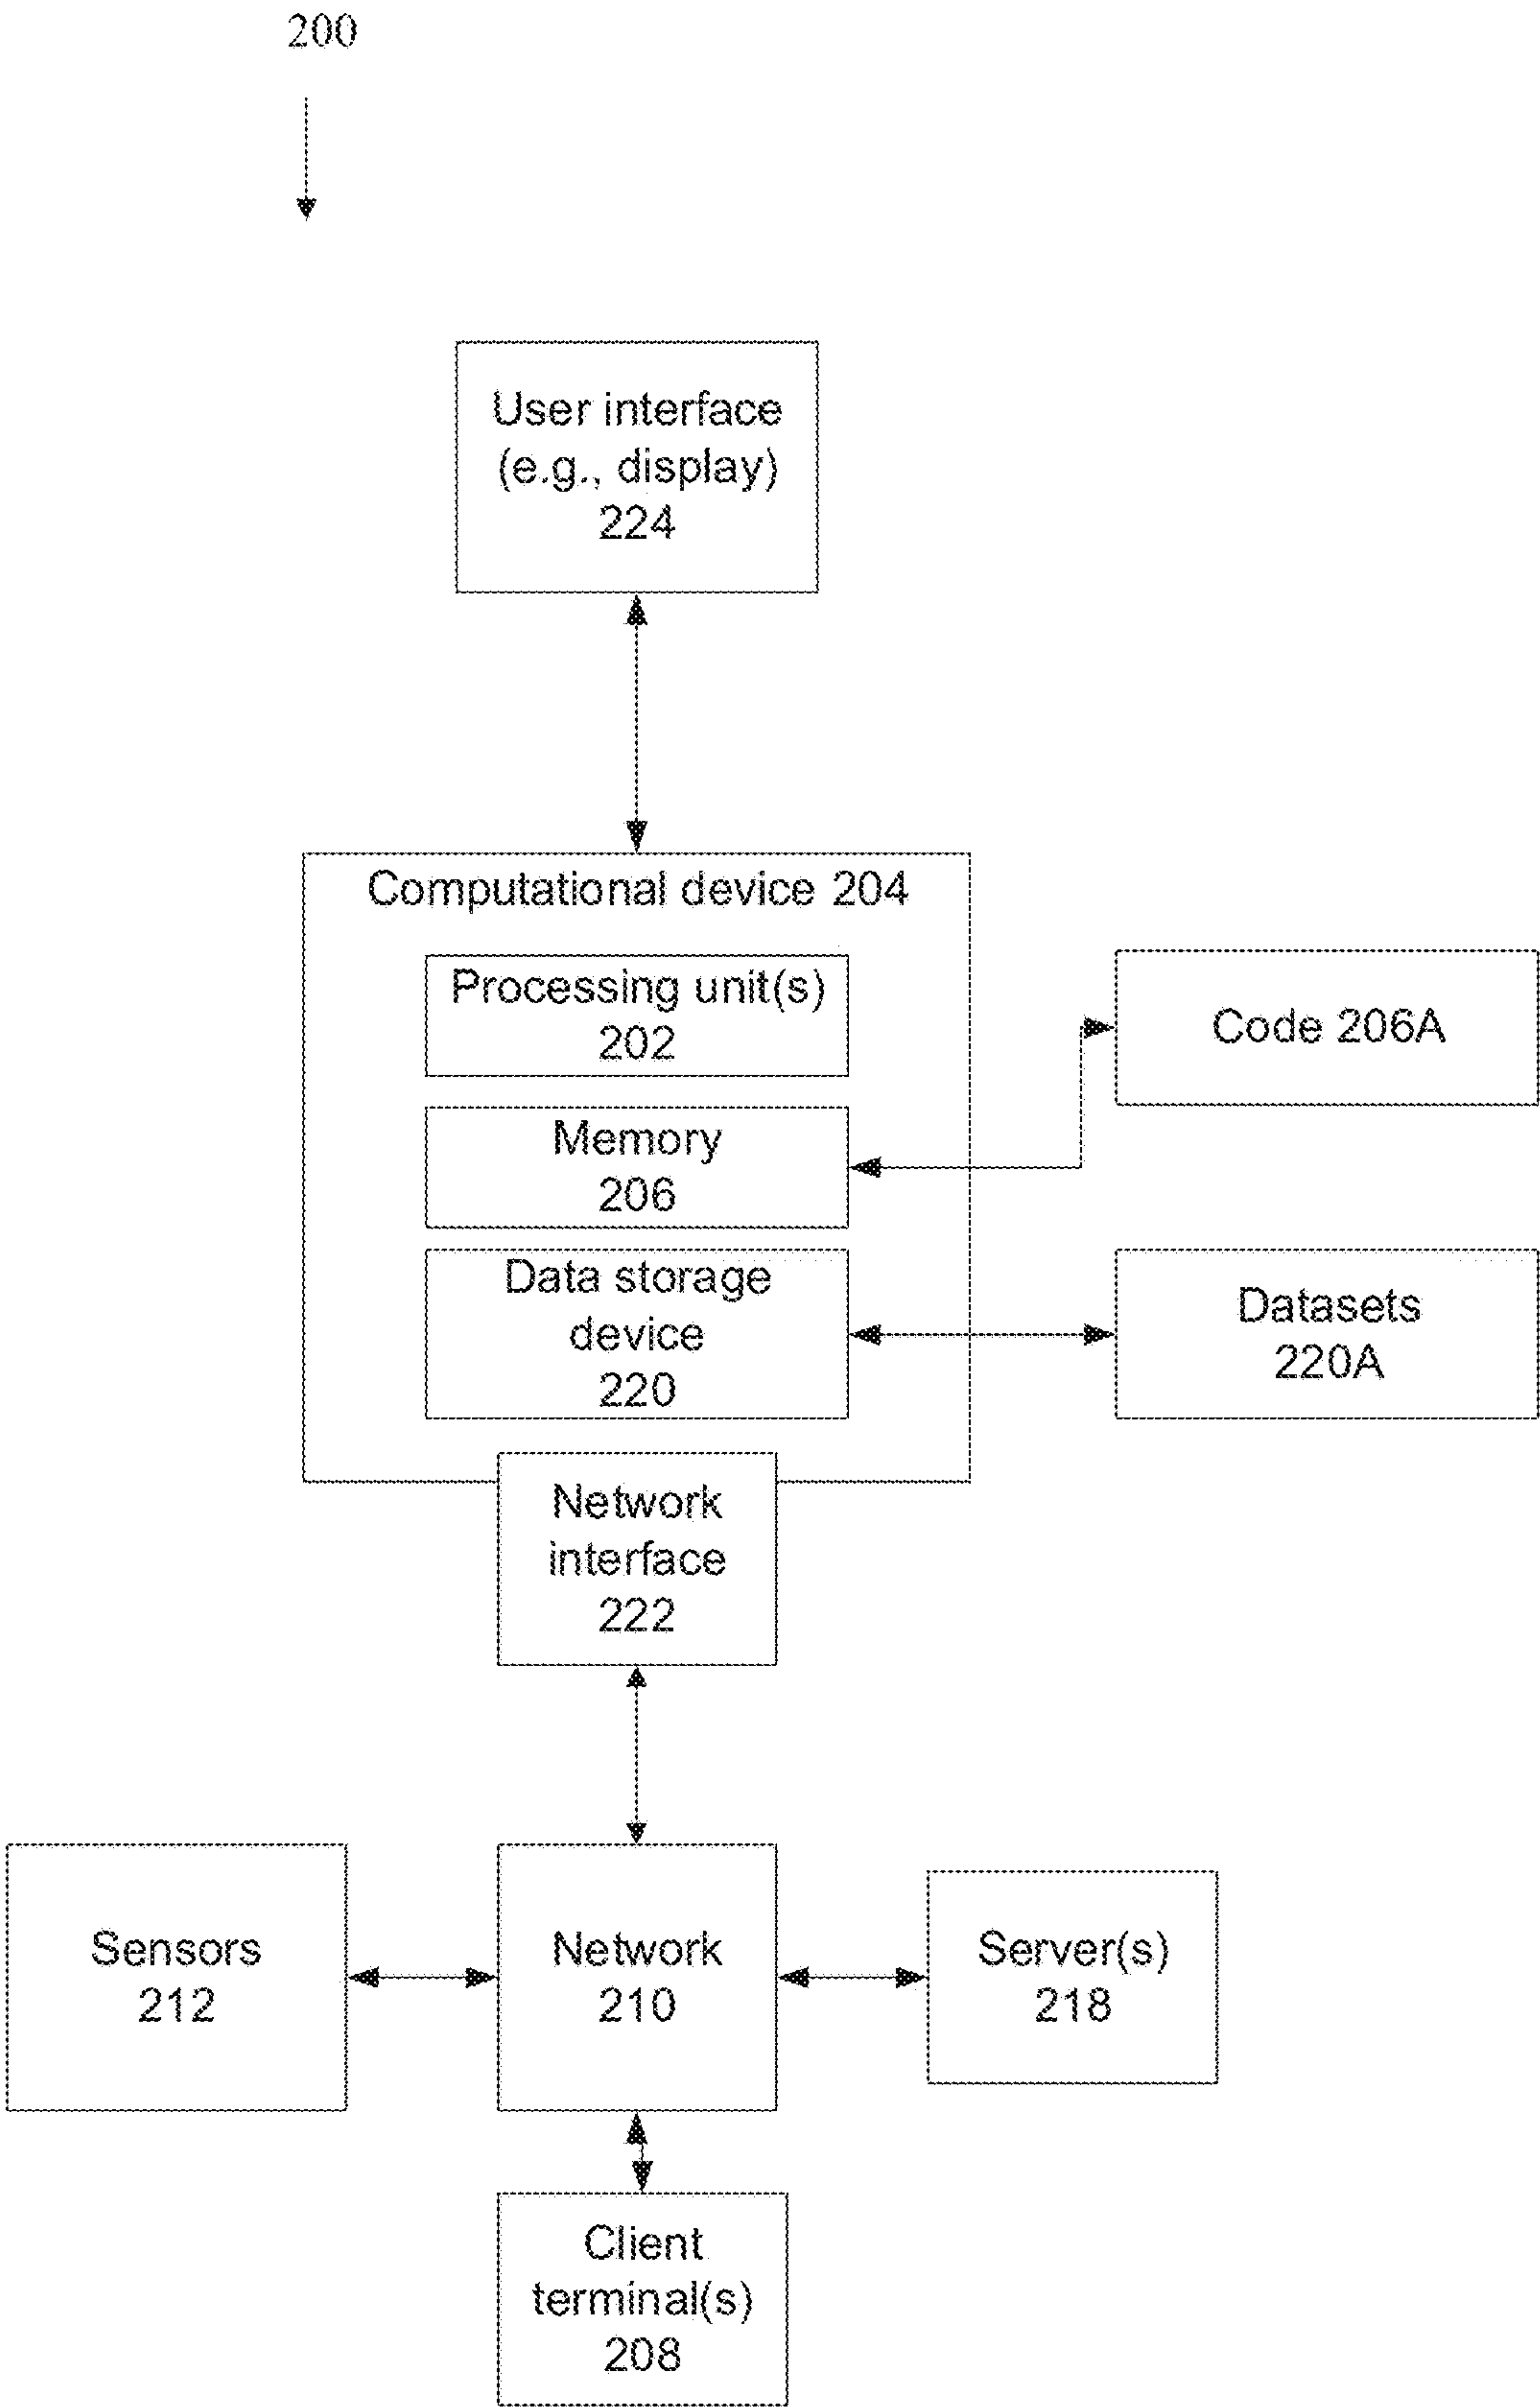 200
User interface
(e.g., display)
224
Computational device 204
Processing unit(s)
202
Code 206A
Memory
206
Data storage
device
220
Datasets
220A
Network
interface
222
Sensors
212
Network
210
Server(s)
218
Client
terminal(s)
208